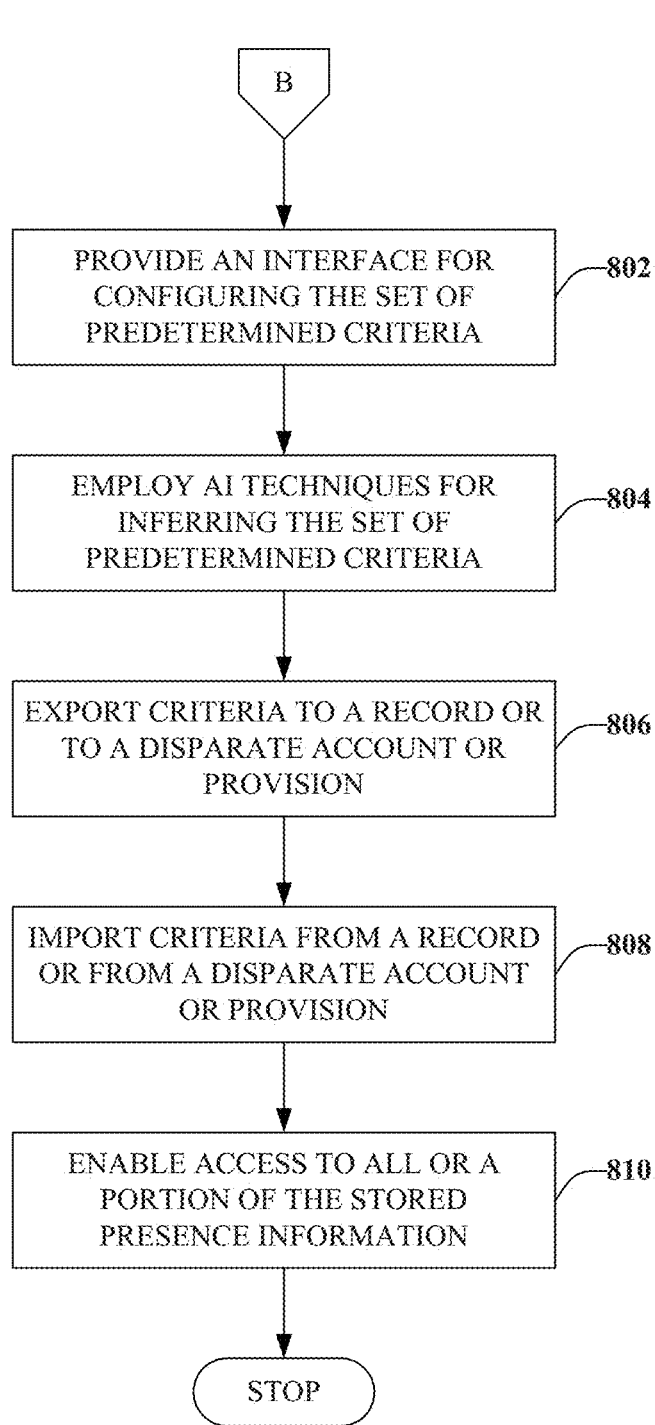 B
PROVIDE AN INTERFACE FOR
CONFIGURING THE SET OF
PREDETERMINED CRITERIA
802
EMPLOY AI TECHNIQUES FOR
INFERRING THE SET OF
PREDETERMINED CRITERIA
804
EXPORT CRITERIA TO A RECORD OR
TO A DISPARATE ACCOUNT OR
PROVISION
806
IMPORT CRITERIA FROM A RECORD
OR FROM A DISPARATE ACCOUNT
OR PROVISION
808
ENABLE ACCESS TO ALL OR A
PORTION OF THE STORED
PRESENCE INFORMATION
810
STOP